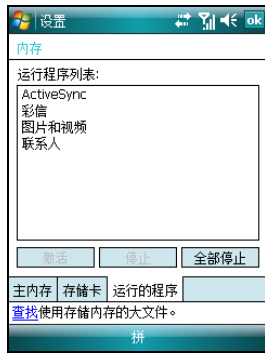 设置 ok
内存
运行程序列表:
ActiveSync
彩信
图片和视频
联系人
激活 停止 全部停止
主内存 存储卡 运行的程序
查找使用存储内存的大文件。
拼